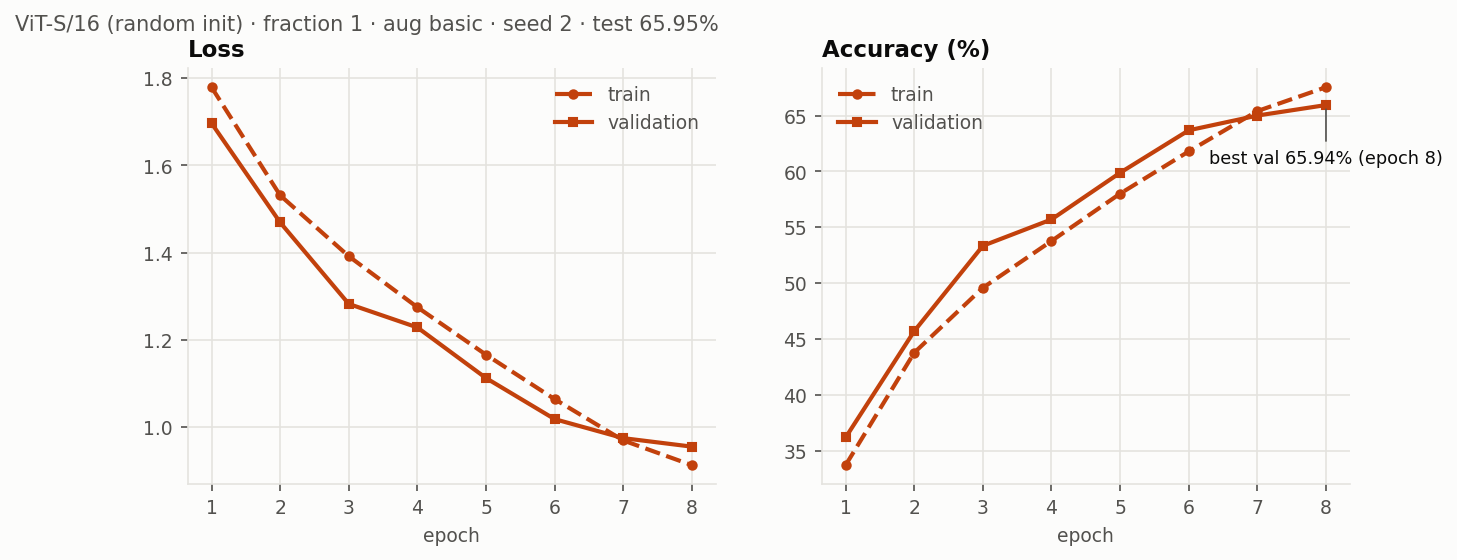 ViT-S/16 (random init) · fraction 1 · aug basic · seed 2 · test 65.95%
Loss
1.8
1.6
1.4
1.2
1.0
train
validation
1 2 3 4 5 6 7 8
epoch
Accuracy (%)
65
60
55
50
45
40
35
train
validation
best val 65.94% (epoch 8)
1 2 3 4 5 6 7 8
epoch